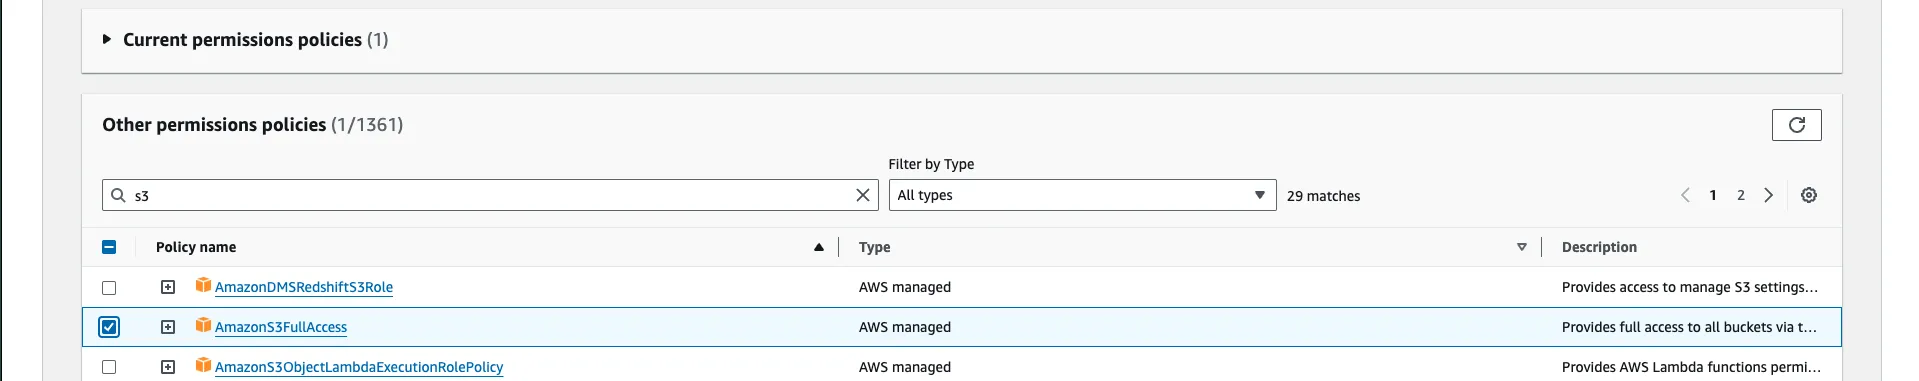 Current permissions policies (1)
Other permissions policies (1/1361)
Filter by Type
s3 All types 29 matches 1 2
Policy name Type Description
AmazonDMSRedshiftS3Role AWS managed Provides access to manage S3 settings...
AmazonS3FullAccess AWS managed Provides full access to all buckets via t...
AmazonS3ObjectLambdaExecutionRolePolicy AWS managed Provides AWS Lambda functions permi...